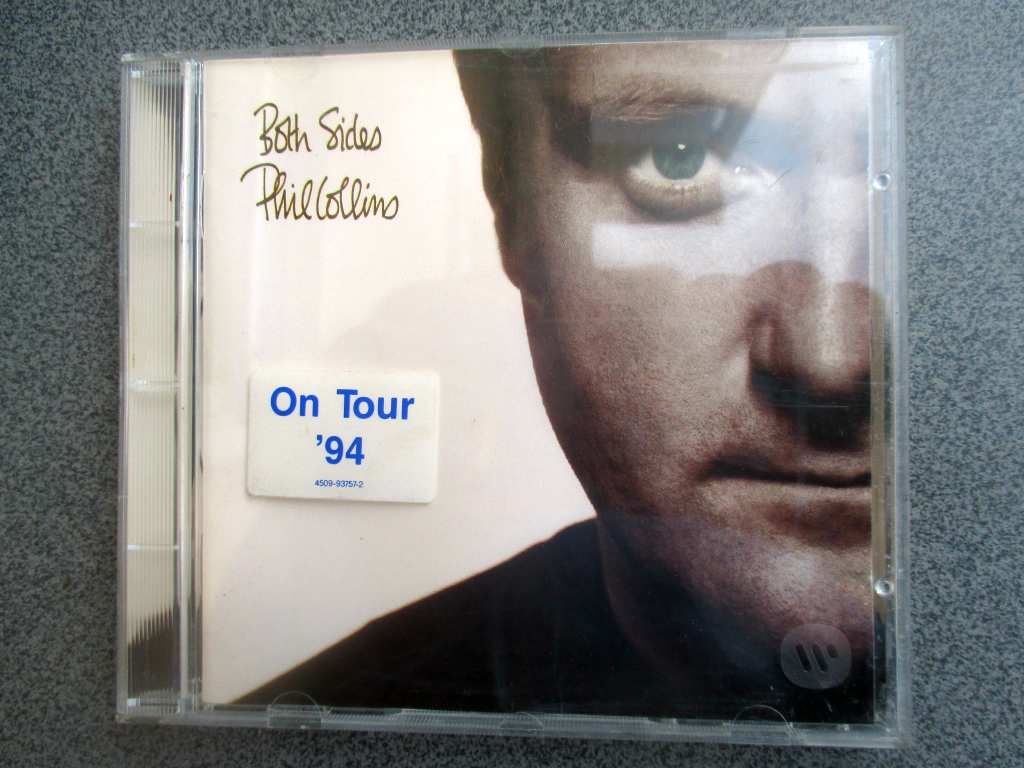 Both Sides
Phil Collins
On Tour
'94
4509-93757-2